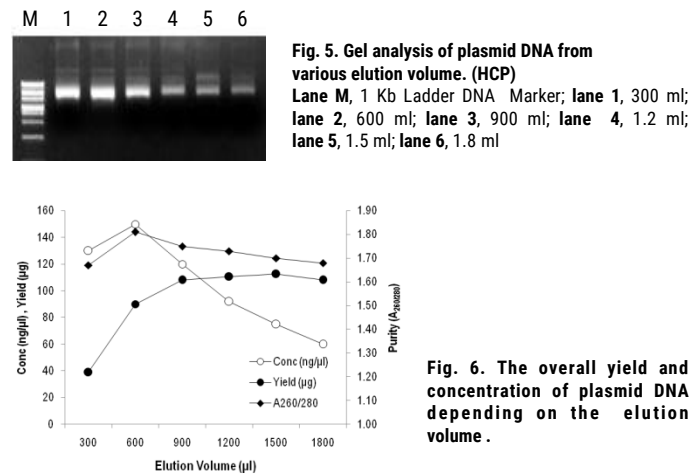 M 1 2 3 4 5 6
Fig. 5. Gel analysis of plasmid DNA from
various elution volume. (HCP)
Lane M, 1 Kb Ladder DNA Marker; lane 1, 300 ml;
lane 2, 600 ml; lane 3, 900 ml; lane 4, 1.2 ml;
lane 5, 1.5 ml; lane 6, 1.8 ml
160
140
120
100
80
60
40
20
0
Conc (ng/µl) , Yield (µg)
1.90
1.80
1.70
1.60
1.50
1.40
1.30
1.20
1.10
1.00
Purity (A260/280)
Conc (ng/µl)
Yield (µg)
A260/280
300 600 900 1200 1500 1800
Elution Volume (µl)
Fig. 6. The overall yield and
concentration of plasmid DNA
depending on the elution
volume .